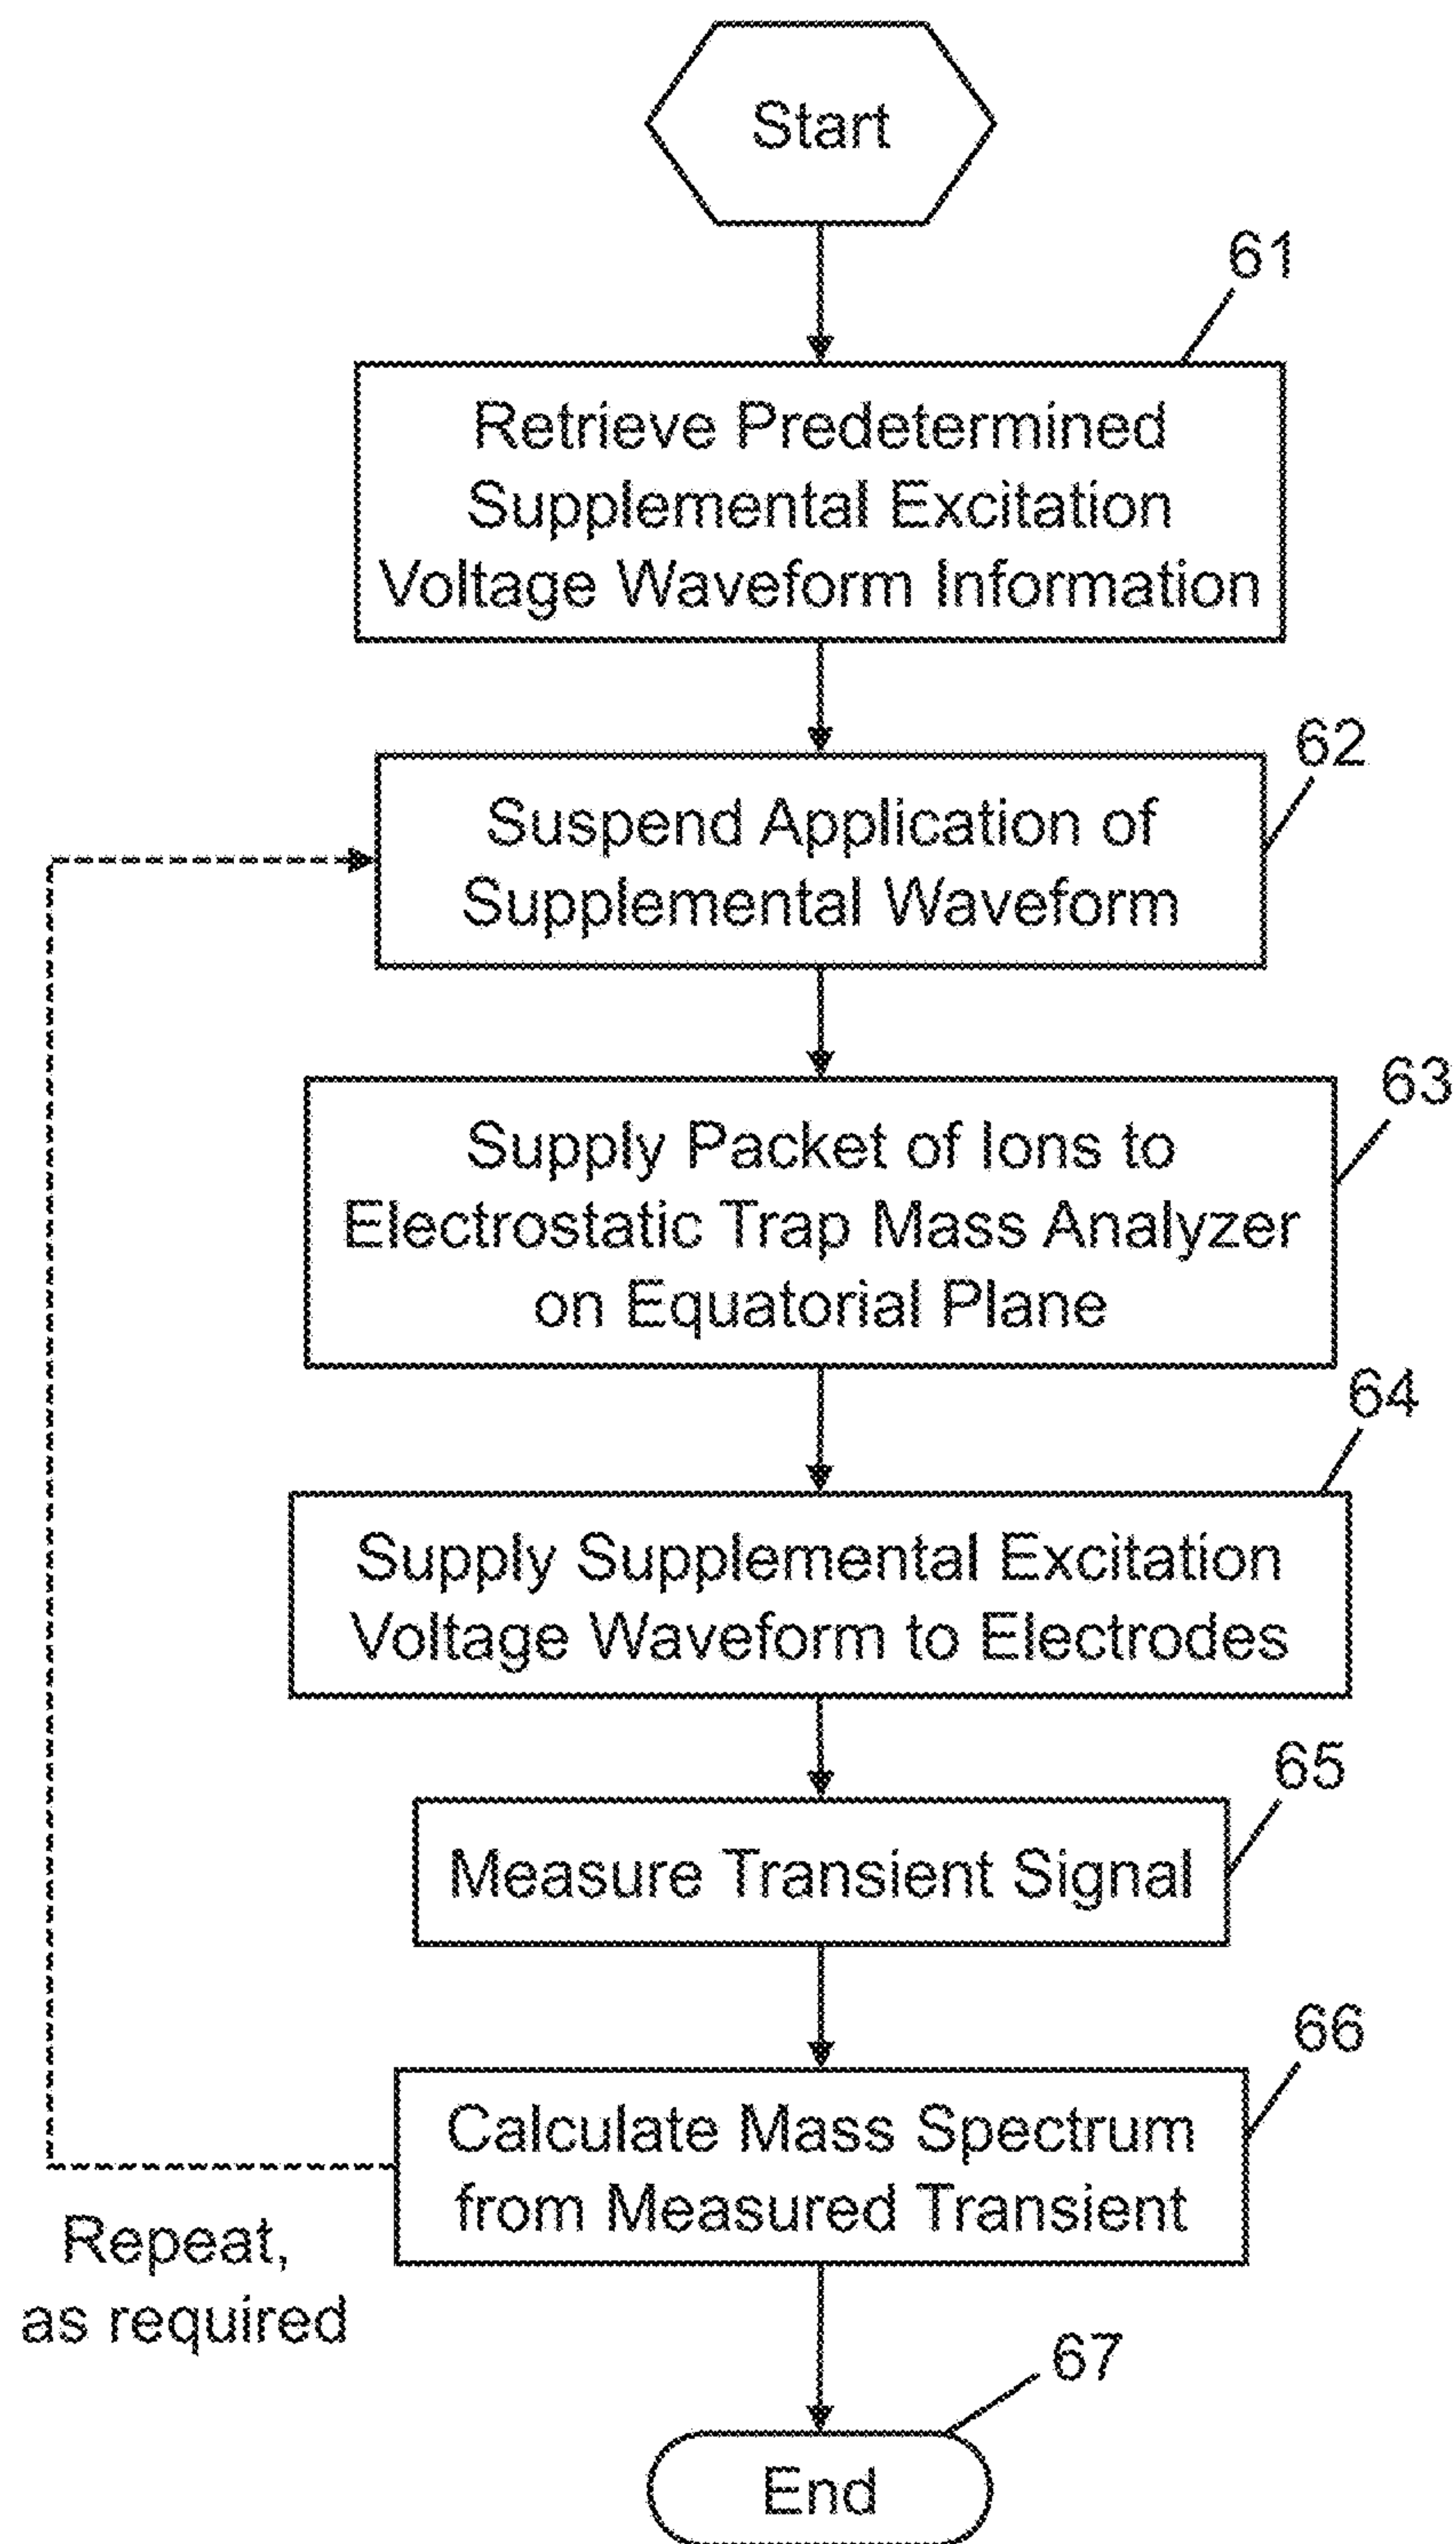 Start
61
Retrieve Predetermined
Supplemental Excitation
Voltage Waveform Information
62
Suspend Application of
Supplemental Waveform
63
Supply Packet of Ions to
Electrostatic Trap Mass Analyzer
on Equatorial Plane
64
Supply Supplemental Excitation
Voltage Waveform to Electrodes
65
Measure Transient Signal
66
Calculate Mass Spectrum
from Measured Transient
Repeat,
as required
67
End